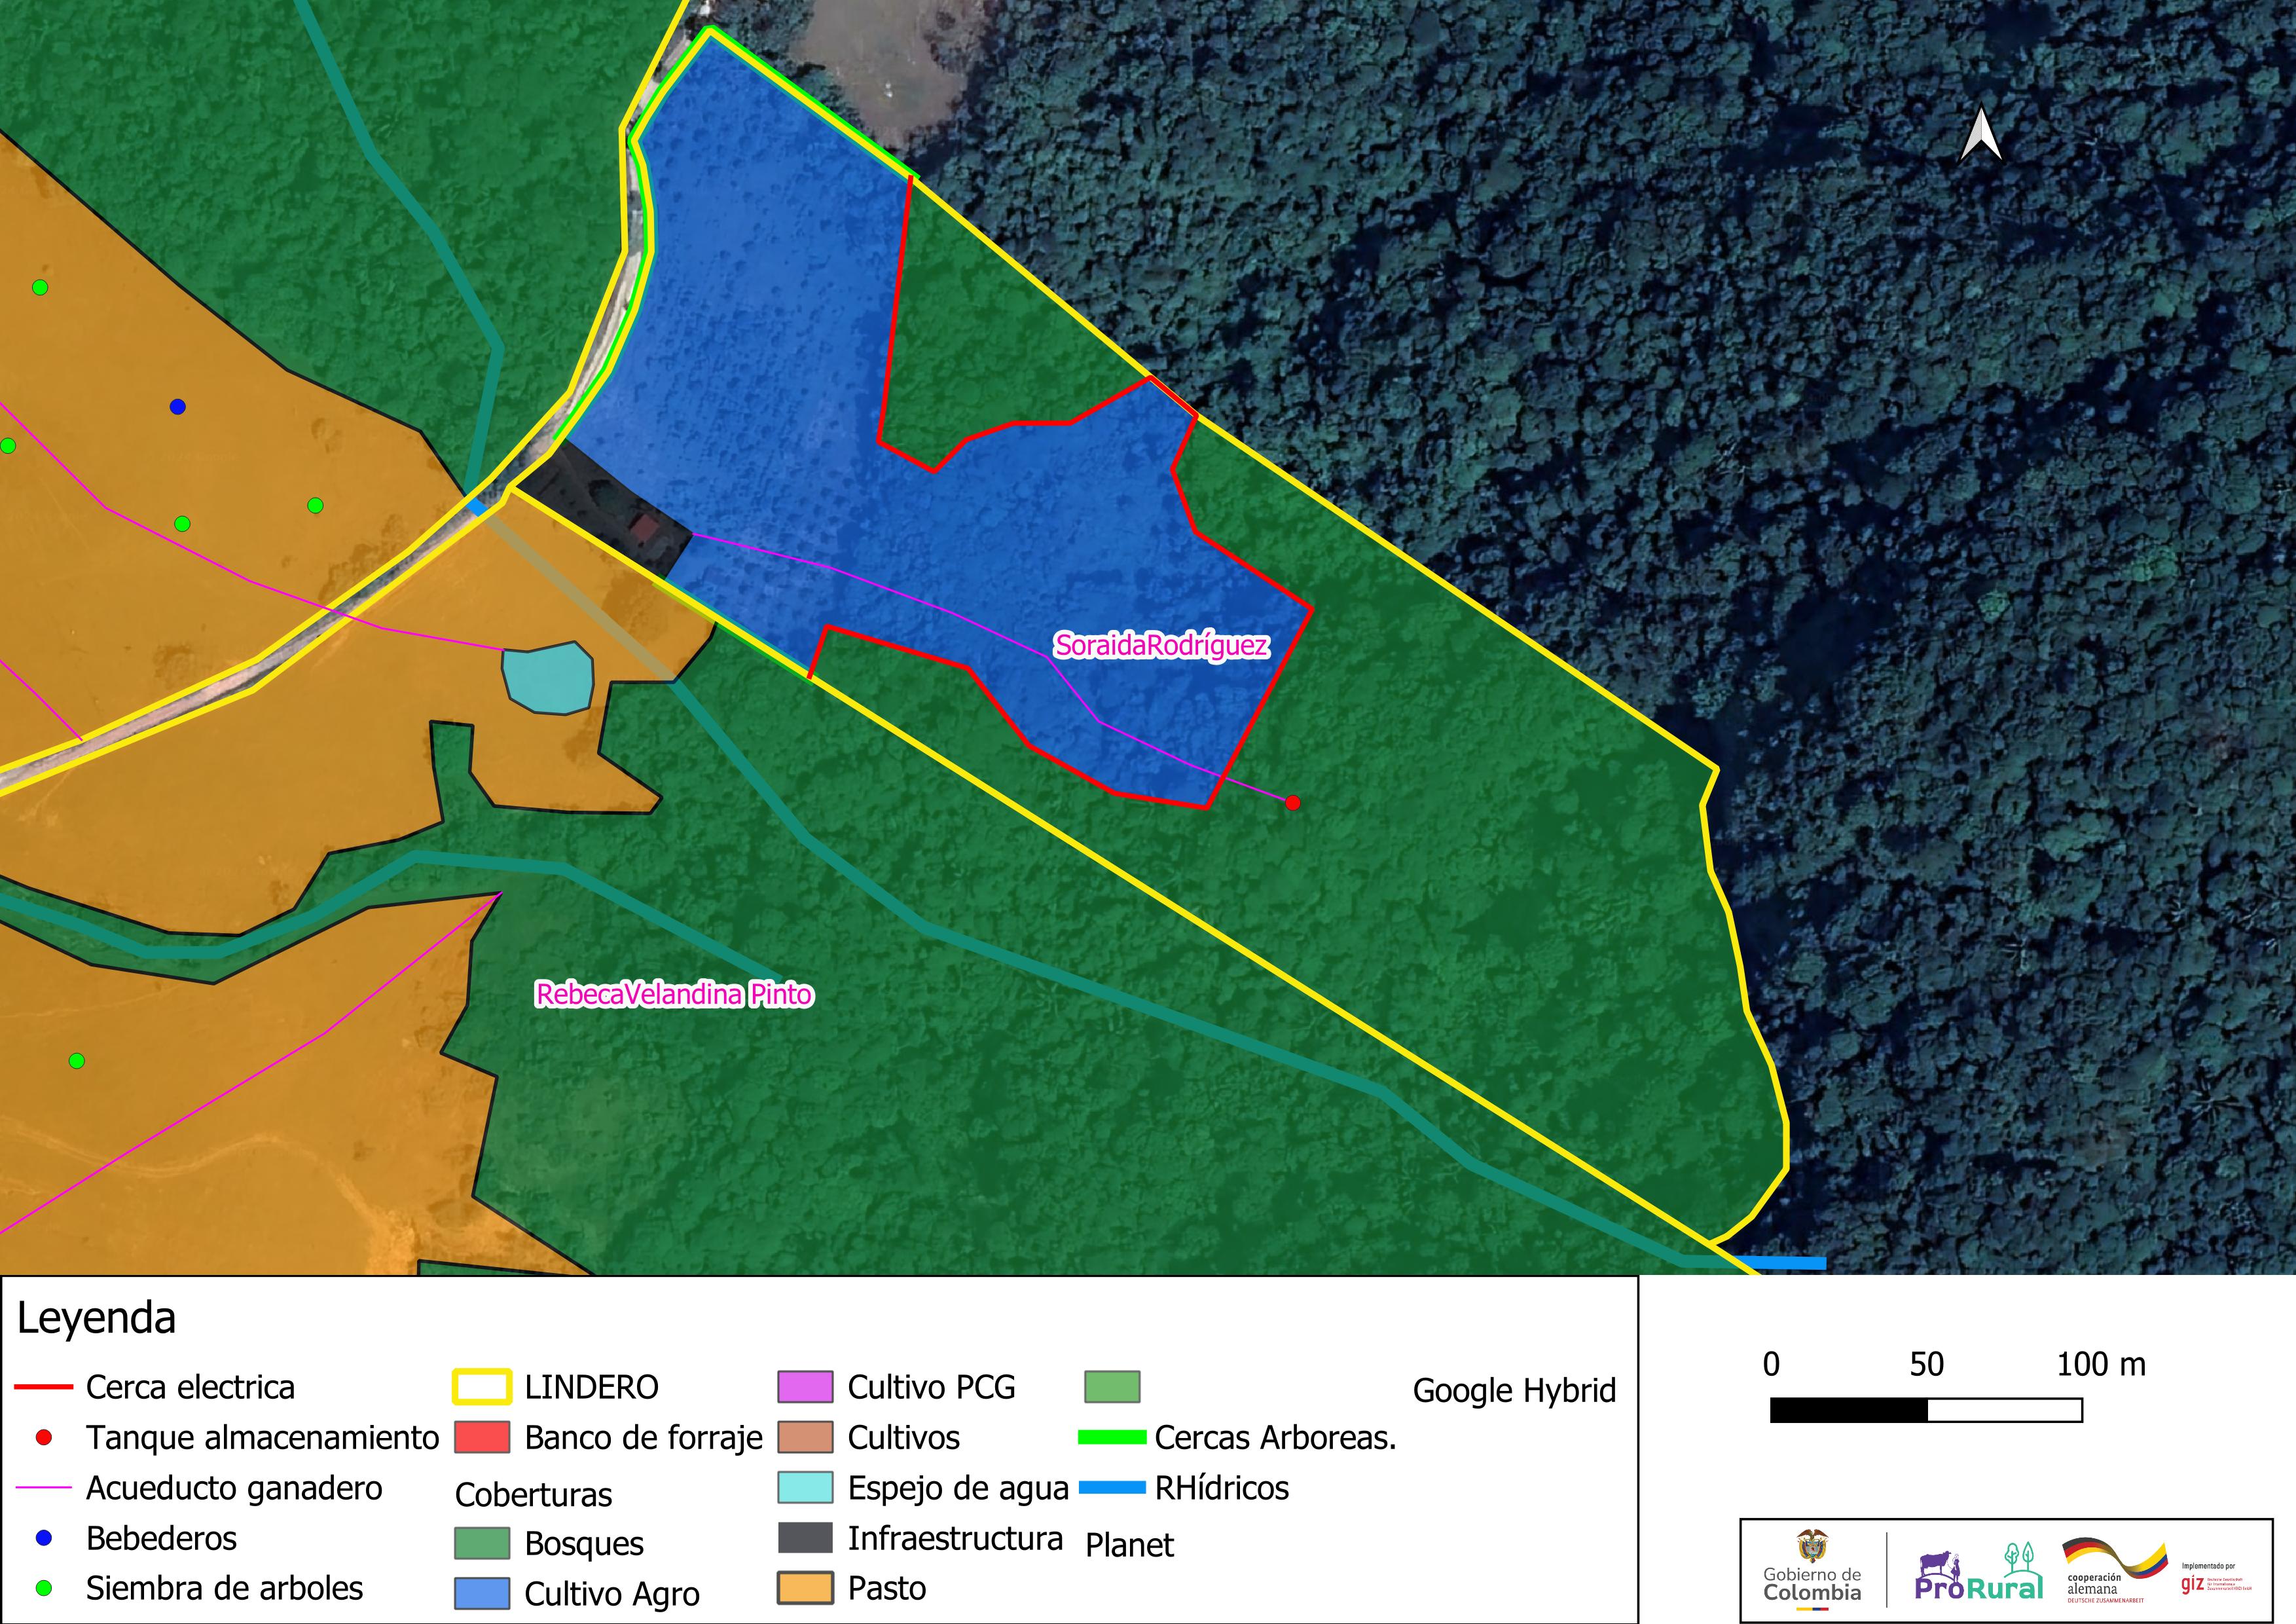 SoraidaRodríguez
RebecaVelandina Pinto
Leyenda
Cerca electrica
Tanque almacenamiento
Acueducto ganadero
Bebederos
Siembra de arboles
LINDERO
Banco de forraje
Coberturas
Bosques
Cultivo Agro
Cultivo PCG
Cultivos
Espejo de agua
Infraestructura
Pasto
Cercas Arboreas.
RHídricos
Planet
Google Hybrid
0 50 100 m
Gobierno de
Colombia
ProRural
cooperación
alemana
DEUTSCHE ZUSAMMENARBEIT
Implementado por
giz